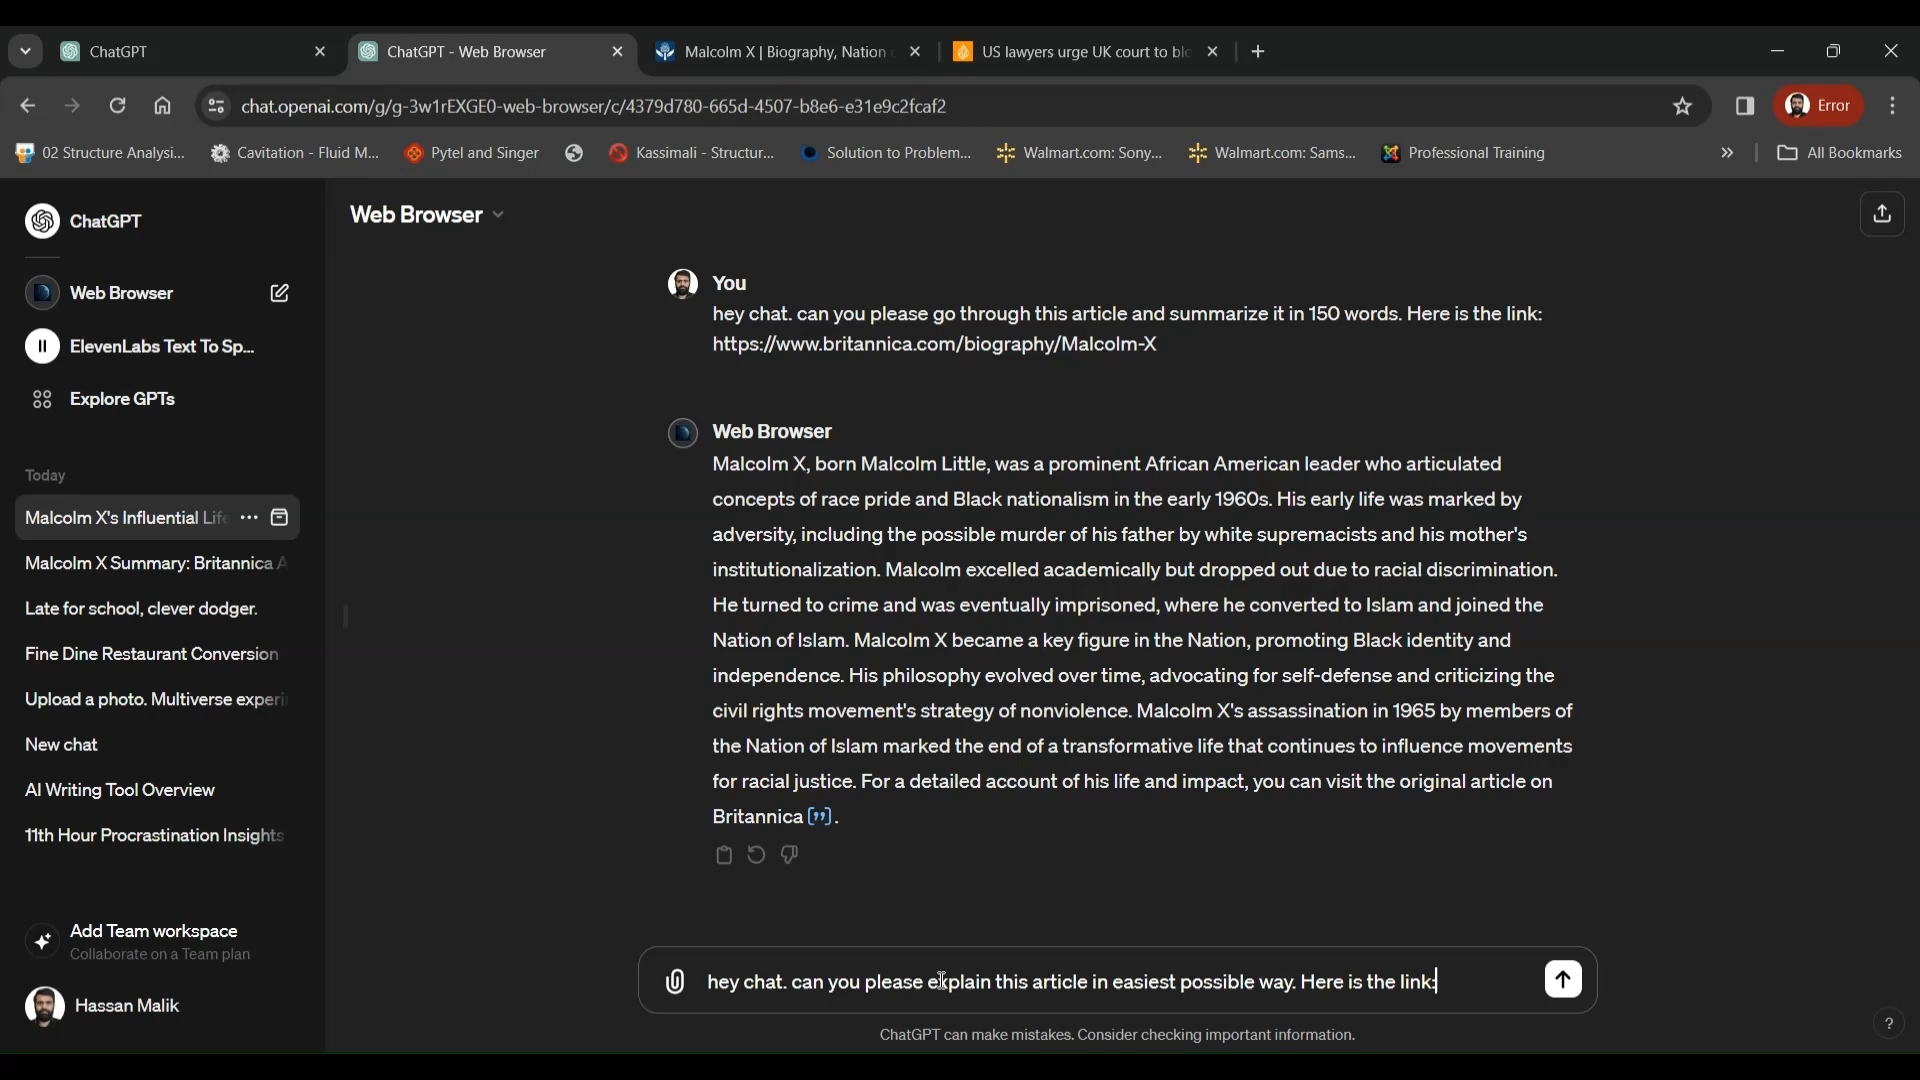 ChatGPT
ChatGPT - Web Browser
Malcolm X | Biography, Nation
US lawyers urge UK court to blo
chat.openai.com/g/g-3w1rEXGE0-web-browser/c/4379d780-665d-4507-b8e6-e31e9c2fcaf2
Error
02 Structure Analysi...
Cavitation - Fluid M...
Pytel and Singer
Kassimali - Structur...
Solution to Problem...
Walmart.com: Sony...
Walmart.com: Sams...
Professional Training
All Bookmarks
ChatGPT
Web Browser
ElevenLabs Text To Sp...
Explore GPTs
Today
Malcolm X's Influential Life
Malcolm X Summary: Britannica A
Late for school, clever dodger.
Fine Dine Restaurant Conversion
Upload a photo. Multiverse experi
New chat
AI Writing Tool Overview
11th Hour Procrastination Insights
Add Team workspace
Collaborate on a Team plan
Hassan Malik
Web Browser
You
hey chat. can you please go through this article and summarize it in 150 words. Here is the link:
https://www.britannica.com/biography/Malcolm-X
Web Browser
Malcolm X, born Malcolm Little, was a prominent African American leader who articulated
concepts of race pride and Black nationalism in the early 1960s. His early life was marked by
adversity, including the possible murder of his father by white supremacists and his mother's
institutionalization. Malcolm excelled academically but dropped out due to racial discrimination.
He turned to crime and was eventually imprisoned, where he converted to Islam and joined the
Nation of Islam. Malcolm X became a key figure in the Nation, promoting Black identity and
independence. His philosophy evolved over time, advocating for self-defense and criticizing the
civil rights movement's strategy of nonviolence. Malcolm X's assassination in 1965 by members of
the Nation of Islam marked the end of a transformative life that continues to influence movements
for racial justice. For a detailed account of his life and impact, you can visit the original article on
Britannica ["].
hey chat. can you please explain this article in easiest possible way. Here is the link:
ChatGPT can make mistakes. Consider checking important information.
?